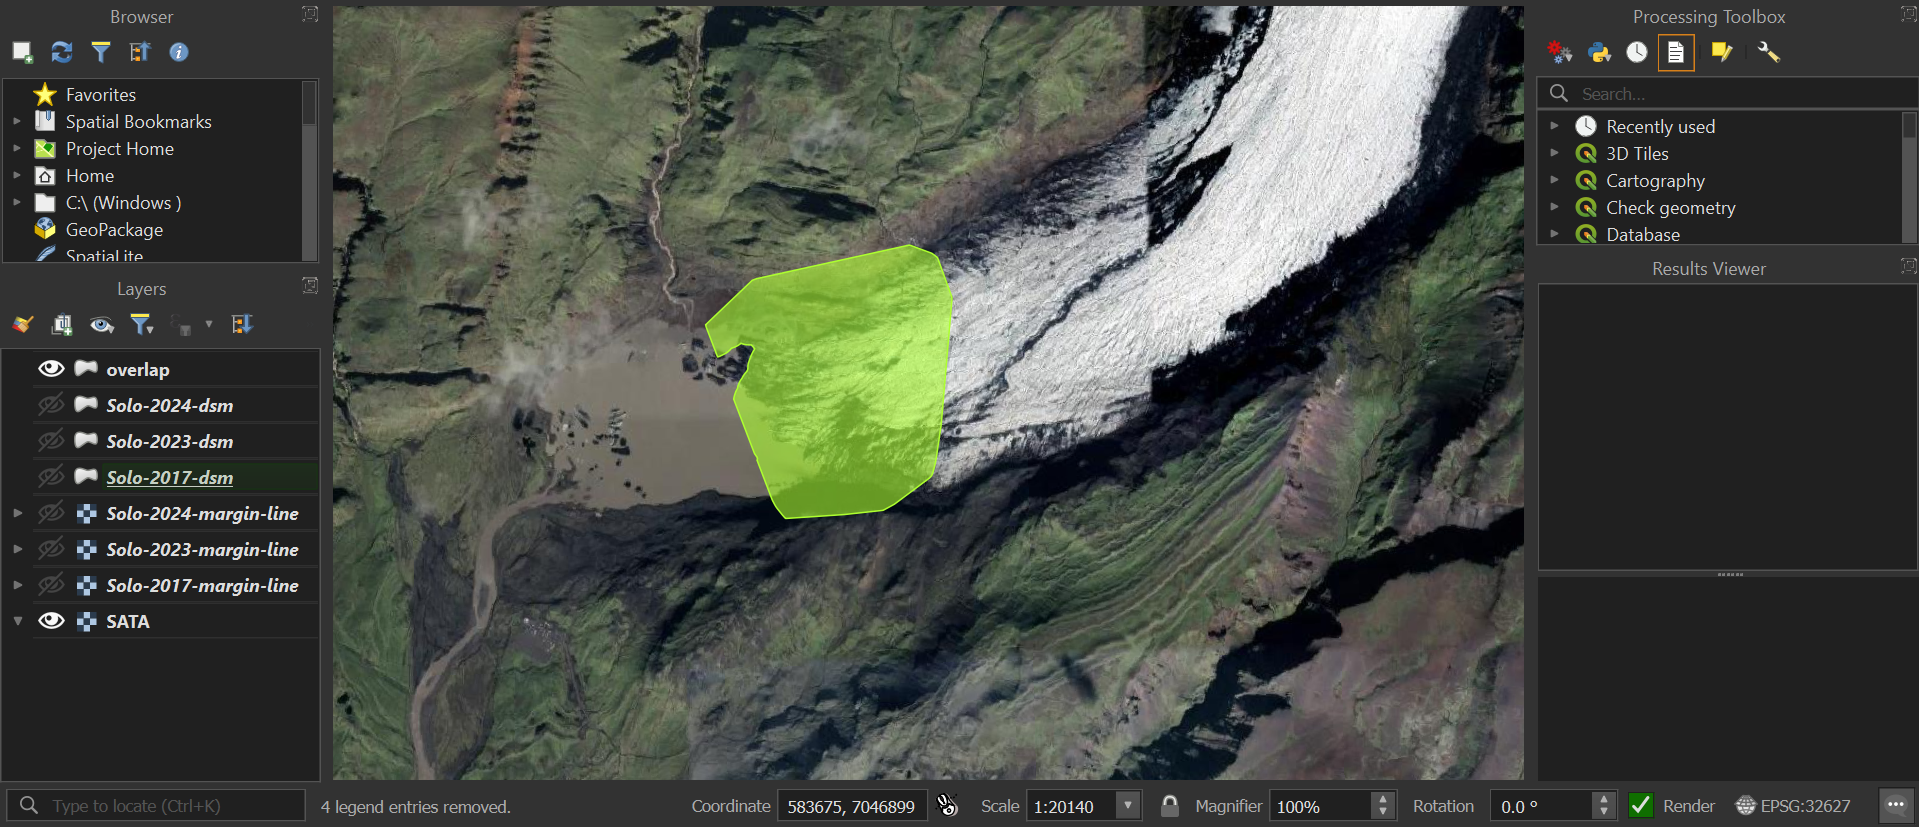 Browser
Favorites
Spatial Bookmarks
Project Home
Home
C:\ (Windows )
GeoPackage
SpatiaLite
Layers
overlap
Solo-2024-dsm
Solo-2023-dsm
Solo-2017-dsm
Solo-2024-margin-line
Solo-2023-margin-line
Solo-2017-margin-line
SATA
Processing Toolbox
Search...
Recently used
3D Tiles
Cartography
Check geometry
Database
Results Viewer
Type to locate (Ctrl+K)
4 legend entries removed.
Coordinate 583675, 7046899
Scale 1:20140
Magnifier 100%
Rotation 0.0 °
Render
EPSG:32627